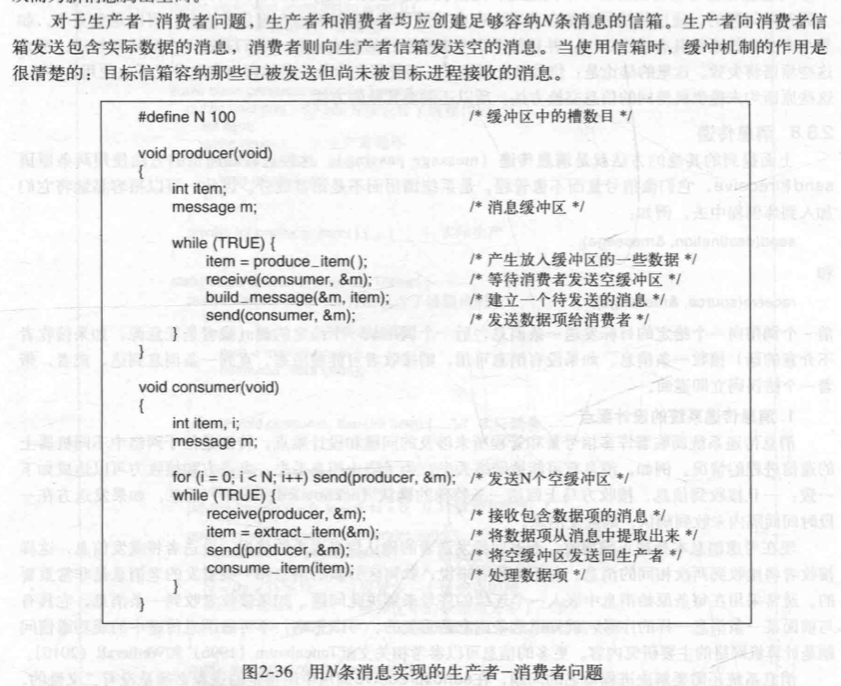 对于生产者－消费者问题，生产者和消费者均应创建足够容纳N条消息的信箱。生产者向消费者信
箱发送包含实际数据的消息，消费者则向生产者信箱发送空的消息。当使用信箱时，缓冲机制的作用是
很清楚的：目标信箱容纳那些已被发送但尚未被目标进程接收的消息。
#define N 100 /* 缓冲区中的槽数目 */
void producer(void)
{
int item;
message m; /* 消息缓冲区 */
while (TRUE) {
item = produce_item( ); /* 产生放入缓冲区的一些数据 */
receive(consumer, &m); /* 等待消费者发送空缓冲区 */
build_message(&m, item); /* 建立一个待发送的消息 */
send(consumer, &m); /* 发送数据项给消费者 */
}
}
void consumer(void)
{
int item, i;
message m;
for (i = 0; i < N; i++) send(producer, &m); /* 发送N个空缓冲区 */
while (TRUE) {
receive(producer, &m); /* 接收包含数据项的消息 */
item = extract_item(&m); /* 将数据项从消息中提取出来 */
send(producer, &m); /* 将空缓冲区发送回生产者 */
consume_item(item); /* 处理数据项 */
}
}
图2-36 用N条消息实现的生产者－消费者问题